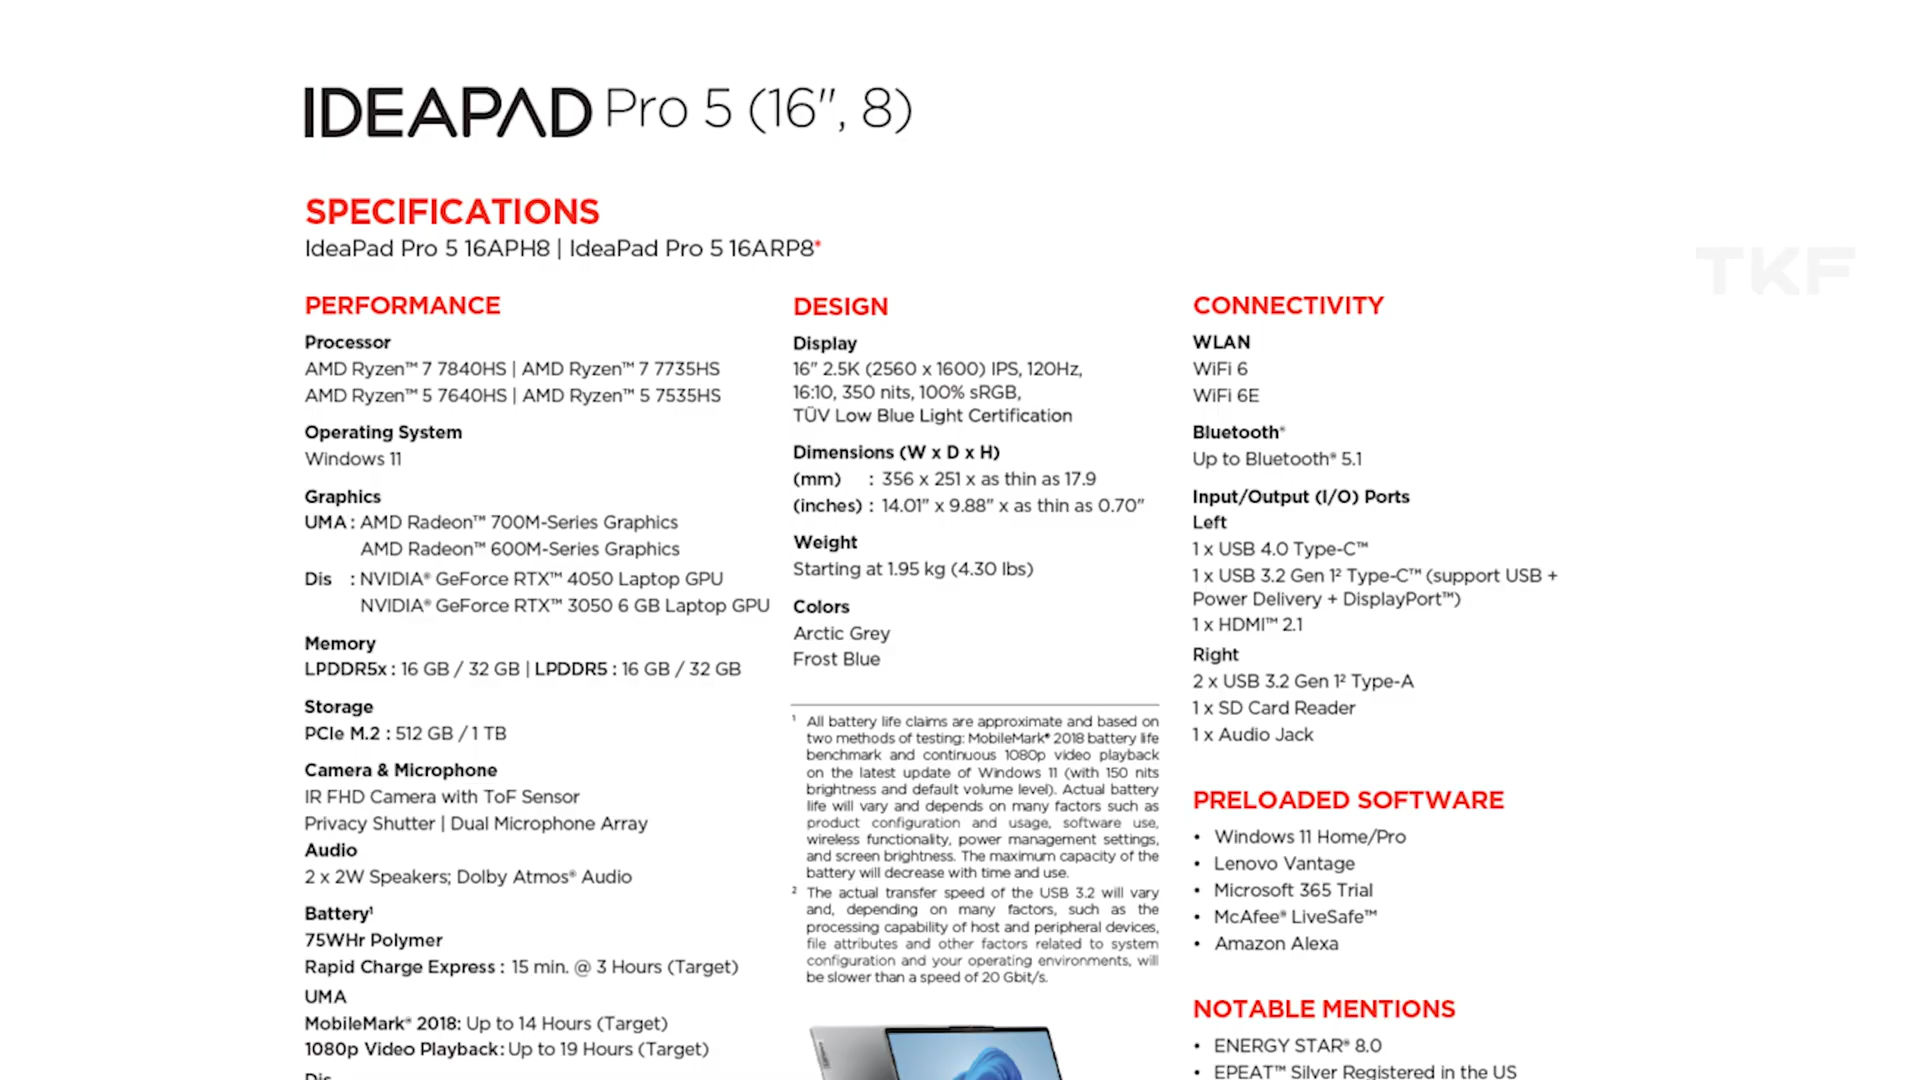 IDEAPAD Pro 5 (16", 8)
SPECIFICATIONS
IdeaPad Pro 5 16APH8 | IdeaPad Pro 5 16ARP8*
TKF
PERFORMANCE
Processor
AMD Ryzen™ 7 7840HS | AMD Ryzen™ 7 7735HS
AMD Ryzen™ 5 7640HS | AMD Ryzen™ 5 7535HS
Operating System
Windows 11
Graphics
UMA : AMD Radeon™ 700M-Series Graphics
AMD Radeon™ 600M-Series Graphics
Dis : NVIDIA® GeForce RTX™ 4050 Laptop GPU
NVIDIA® GeForce RTX™ 3050 6 GB Laptop GPU
Memory
LPDDR5x : 16 GB / 32 GB | LPDDR5 : 16 GB / 32 GB
Storage
PCIe M.2 : 512 GB / 1 TB
Camera & Microphone
IR FHD Camera with ToF Sensor
Privacy Shutter | Dual Microphone Array
Audio
2 x 2W Speakers; Dolby Atmos® Audio
Battery¹
75WHr Polymer
Rapid Charge Express : 15 min. @ 3 Hours (Target)
UMA
MobileMark® 2018: Up to 14 Hours (Target)
1080p Video Playback: Up to 19 Hours (Target)
Dis
DESIGN
Display
16" 2.5K (2560 x 1600) IPS, 120Hz,
16:10, 350 nits, 100% sRGB,
TÜV Low Blue Light Certification
Dimensions (W x D x H)
(mm) : 356 x 251 x as thin as 17.9
(inches) : 14.01" x 9.88" x as thin as 0.70"
Weight
Starting at 1.95 kg (4.30 lbs)
Colors
Arctic Grey
Frost Blue
¹ All battery life claims are approximate and based on
two methods of testing: MobileMark® 2018 battery life
benchmark and continuous 1080p video playback
on the latest update of Windows 11 (with 150 nits
brightness and default volume level). Actual battery
life will vary and depends on many factors such as
product configuration and usage, software use,
wireless functionality, power management settings,
and screen brightness. The maximum capacity of the
battery will decrease with time and use.
² The actual transfer speed of the USB 3.2 will vary
and, depending on many factors, such as the
processing capability of host and peripheral devices,
file attributes and other factors related to system
configuration and your operating environments, will
be slower than a speed of 20 Gbit/s.
CONNECTIVITY
WLAN
WiFi 6
WiFi 6E
Bluetooth®
Up to Bluetooth® 5.1
Input/Output (I/O) Ports
Left
1 x USB 4.0 Type-C™
1 x USB 3.2 Gen 1² Type-C™ (support USB +
Power Delivery + DisplayPort™)
1 x HDMI™ 2.1
Right
2 x USB 3.2 Gen 1² Type-A
1 x SD Card Reader
1 x Audio Jack
PRELOADED SOFTWARE
• Windows 11 Home/Pro
• Lenovo Vantage
• Microsoft 365 Trial
• McAfee® LiveSafe™
• Amazon Alexa
NOTABLE MENTIONS
• ENERGY STAR® 8.0
• EPEAT™ Silver Registered in the US